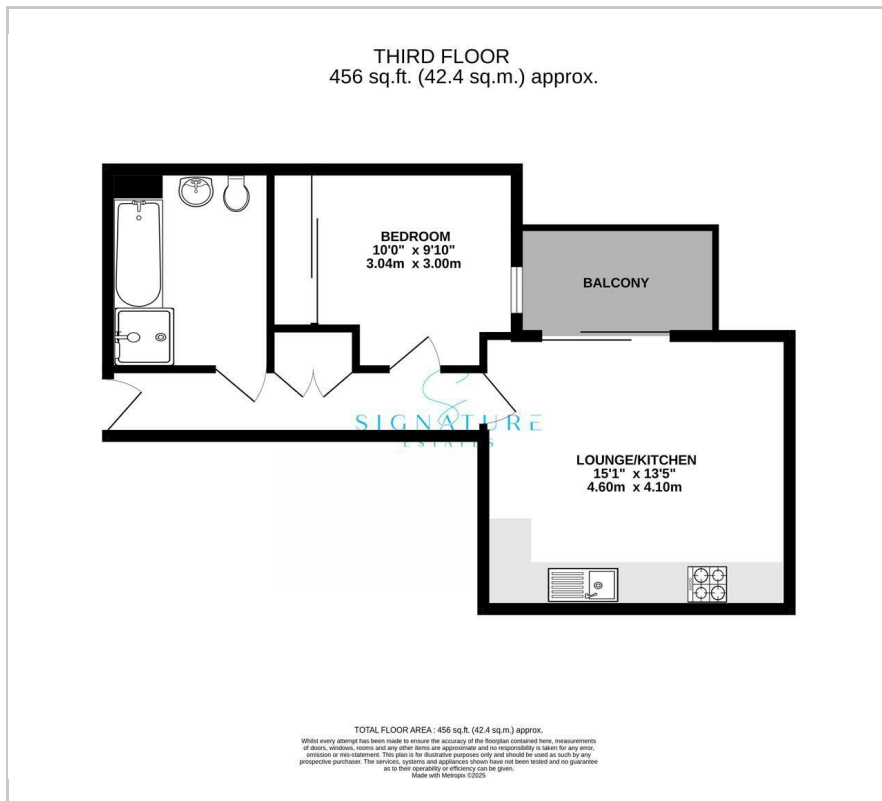 THIRD FLOOR
456 sq.ft. (42.4 sq.m.) approx.
BEDROOM
10'0" x 9'10"
3.04m x 3.00m
BALCONY
SIGNATURE
ESTATES
LOUNGE/KITCHEN
15'1" x 13'5"
4.60m x 4.10m
TOTAL FLOOR AREA : 456 sq.ft. (42.4 sq.m.) approx.
Whilst every attempt has been made to ensure the accuracy of the floorplan contained here, measurements
of doors, windows, rooms and any other items are approximate and no responsibility is taken for any error,
omission or mis-statement. This plan is for illustrative purposes only and should be used as such by any
prospective purchaser. The services, systems and appliances shown have not been tested and no guarantee
as to their operability or efficiency can be given.
Made with Metropix ©2025